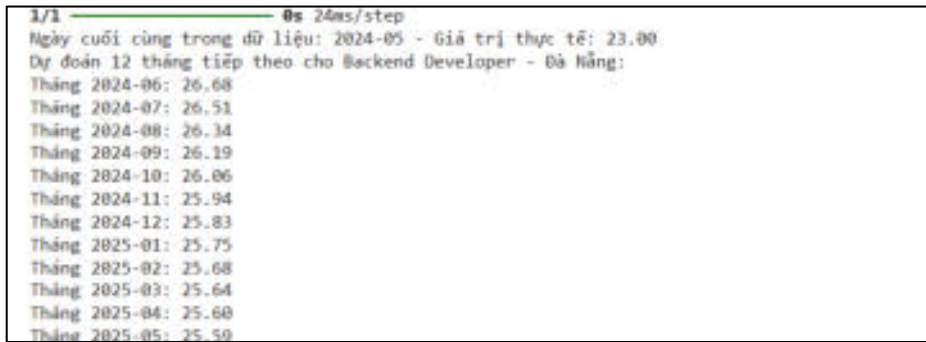 1/1 ━━━━━━━━━━━━━━━━━━━━ 0s 24ms/step
Ngày cuối cùng trong dữ liệu: 2024-05 - Giá trị thực tế: 23.00
Dự đoán 12 tháng tiếp theo cho Backend Developer - Đà Nẵng:
Tháng 2024-06: 26.68
Tháng 2024-07: 26.51
Tháng 2024-08: 26.34
Tháng 2024-09: 26.19
Tháng 2024-10: 26.06
Tháng 2024-11: 25.94
Tháng 2024-12: 25.83
Tháng 2025-01: 25.75
Tháng 2025-02: 25.68
Tháng 2025-03: 25.64
Tháng 2025-04: 25.60
Tháng 2025-05: 25.59